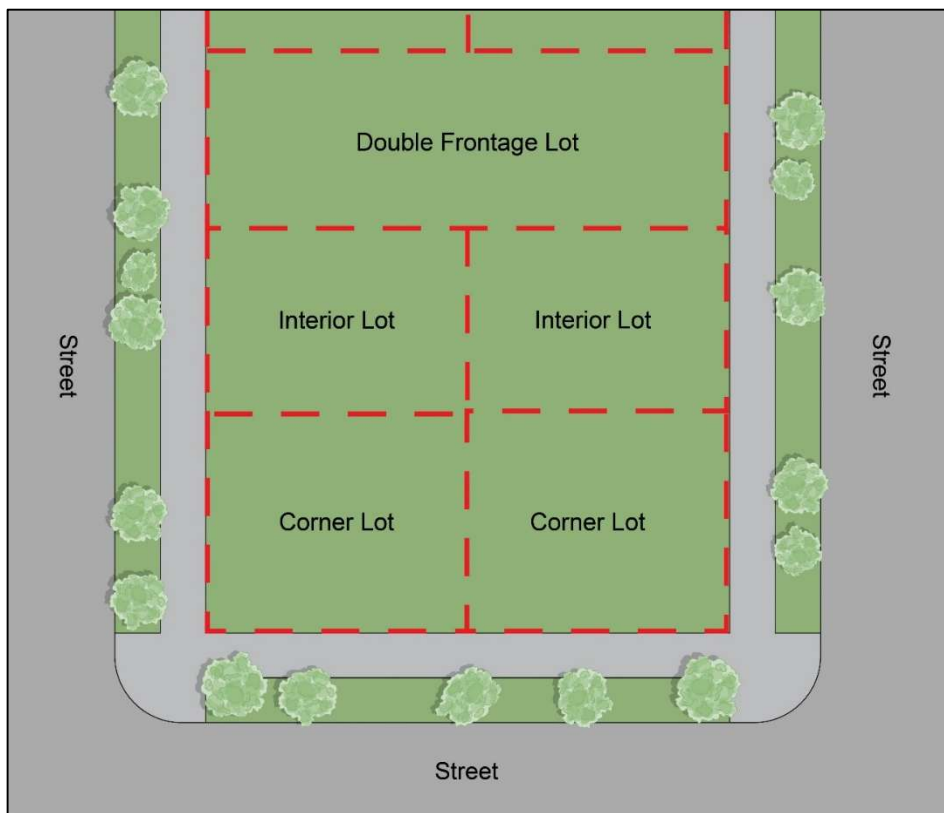 Double Frontage Lot
Interior Lot
Interior Lot
Street
Street
Corner Lot
Corner Lot
Street